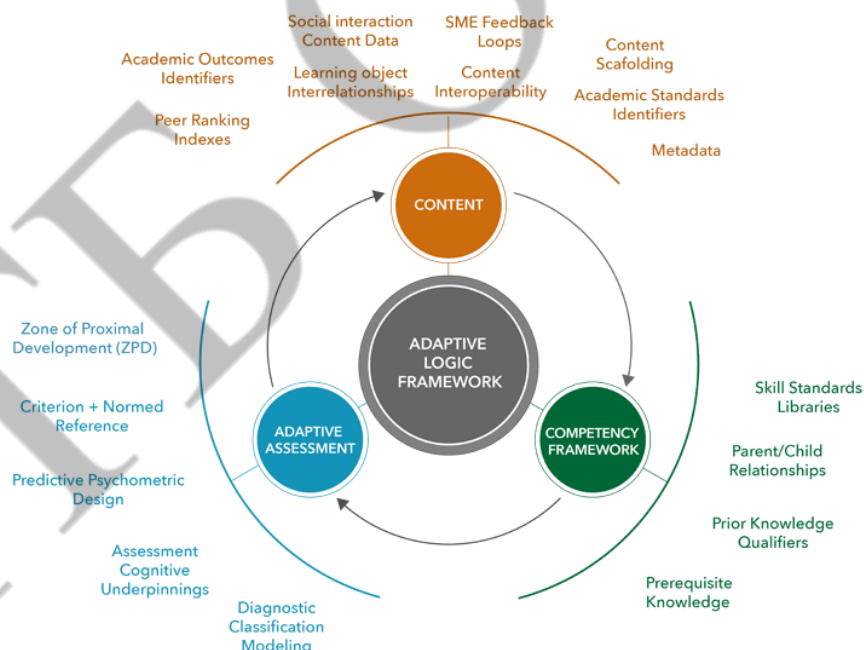 Social interaction
Content Data
SME Feedback
Loops
Content
Scafolding
Academic Outcomes
Identifiers
Learning object
Interrelationships
Content
Interoperability
Academic Standards
Identifiers
Peer Ranking
Indexes
Metadata
CONTENT
ADAPTIVE
LOGIC
FRAMEWORK
ADAPTIVE
ASSESSMENT
COMPETENCY
FRAMEWORK
Zone of Proximal
Development (ZPD)
Criterion + Normed
Reference
Predictive Psychometric
Design
Assessment
Cognitive
Underpinnings
Diagnostic
Classification
Modeling
Skill Standards
Libraries
Parent/Child
Relationships
Prior Knowledge
Qualifiers
Prerequisite
Knowledge